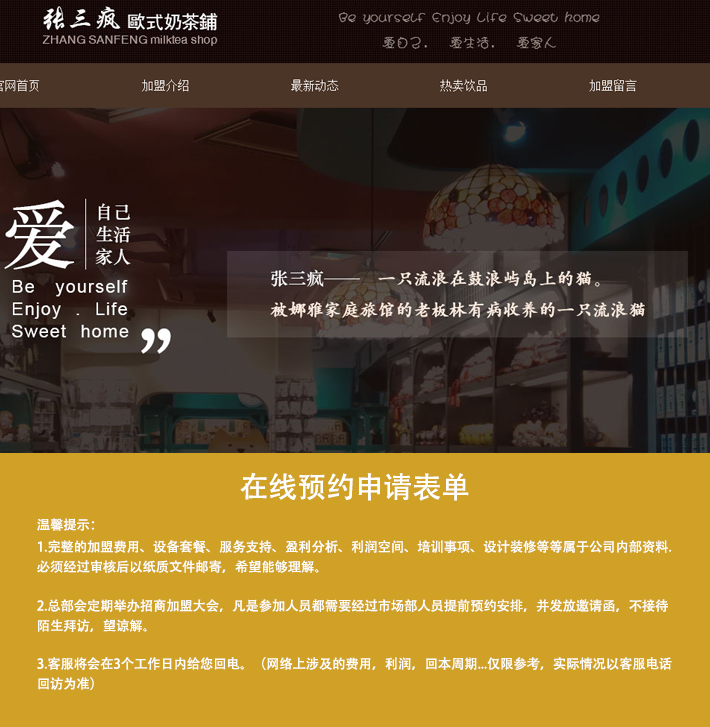 张三疯 歐式奶茶鋪
ZHANG SANFENG milktea shop
Be yourself Enjoy Life Sweet home
爱自己. 爱生活. 爱家人
官网首页 加盟介绍 最新动态 热卖饮品 加盟留言
爱 自己
生活
家人
Be yourself
Enjoy . Life
Sweet home ”
张三疯—— 一只流浪在鼓浪屿岛上的猫。
被娜雅家庭旅馆的老板林有病收养的一只流浪猫
在线预约申请表单
温馨提示：
1.完整的加盟费用、设备套餐、服务支持、盈利分析、利润空间、培训事项、设计装修等等属于公司内部资料.
必须经过审核后以纸质文件邮寄，希望能够理解。
2.总部会定期举办招商加盟大会，凡是参加人员都需要经过市场部人员提前预约安排，并发放邀请函，不接待
陌生拜访，望谅解。
3.客服将会在3个工作日内给您回电。（网络上涉及的费用，利润，回本周期...仅限参考，实际情况以客服电话
回访为准）